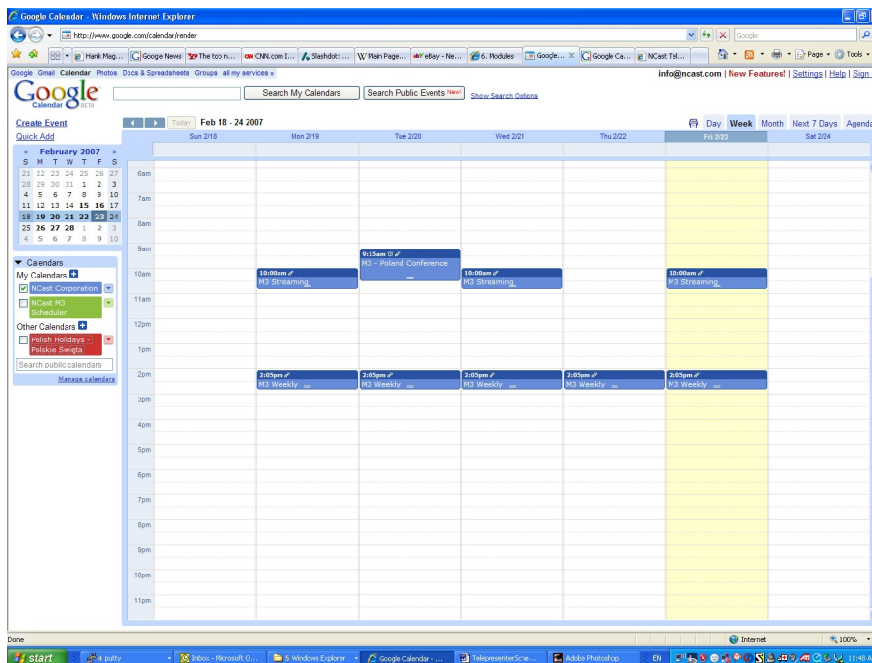 Google Calendar - Windows Internet Explorer
http://www.google.com/calendar/render
Google
Hank Mag...
Googe News
The too n...
CNN.com I...
Slashdot: ...
Main Page...
eBay - Ne...
6. Modules
Google...
Google Ca...
NCast Tel...
Page
Tools
Google Gmail Calendar Photos Docs & Spreadsheets Groups all my services »
info@ncast.com | New Features! | Settings | Help | Sign
Google
Calendar BETA
Search My Calendars
Search Public Events New!
Show Search Options
Create Event
Quick Add
Today
Feb 18 - 24 2007
Day Week Month Next 7 Days Agenda
Sun 2/18 Mon 2/19 Tue 2/20 Wed 2/21 Thu 2/22 Fri 2/23 Sat 2/24
« February 2007 »
S M T W T F S
21 22 23 24 25 26 27
28 29 30 31 1 2 3
4 5 6 7 8 9 10
11 12 13 14 15 16 17
18 19 20 21 22 23 24
25 26 27 28 1 2 3
4 5 6 7 8 9 10
Calendars
My Calendars
NCast Corporation
NCast M3
Scheduler
Other Calendars
Polish Holidays -
Polskie Święta
Search public calendars
Manage calendars
6am
7am
8am
9am
9:15am
M3 - Poland Conference
10am
10:00am
M3 Streaming
10:00am
M3 Streaming
10:00am
M3 Streaming
11am
12pm
1pm
2pm
2:05pm
M3 Weekly
2:05pm
M3 Weekly
2:05pm
M3 Weekly
2:05pm
M3 Weekly
2:05pm
M3 Weekly
3pm
4pm
5pm
6pm
7pm
8pm
9pm
10pm
11pm
Done
Internet
100%
start
4 putty
Inbox - Microsoft O...
5 Windows Explorer
Google Calendar - ...
TelepresenterSche...
Adobe Photoshop
EN
11:48 A